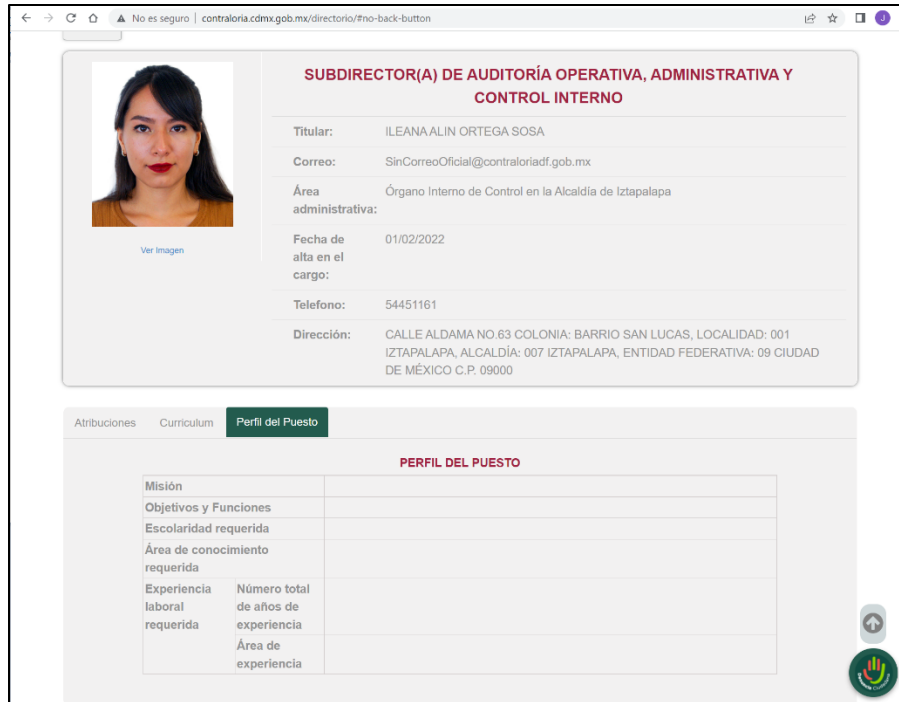 No es seguro | contraloria.cdmx.gob.mx/directorio/#no-back-button
J
SUBDIRECTOR(A) DE AUDITORÍA OPERATIVA, ADMINISTRATIVA Y
CONTROL INTERNO
Titular: ILEANA ALIN ORTEGA SOSA
Correo: SinCorreoOficial@contraloriadf.gob.mx
Área administrativa: Órgano Interno de Control en la Alcaldía de Iztapalapa
Ver Imagen
Fecha de alta en el cargo: 01/02/2022
Telefono: 54451161
Dirección: CALLE ALDAMA NO.63 COLONIA: BARRIO SAN LUCAS, LOCALIDAD: 001
IZTAPALAPA, ALCALDÍA: 007 IZTAPALAPA, ENTIDAD FEDERATIVA: 09 CIUDAD
DE MÉXICO C.P. 09000
Atribuciones Curriculum Perfil del Puesto
PERFIL DEL PUESTO
Misión
Objetivos y Funciones
Escolaridad requerida
Área de conocimiento
requerida
Experiencia laboral requerida
Número total de años de experiencia
Área de experiencia